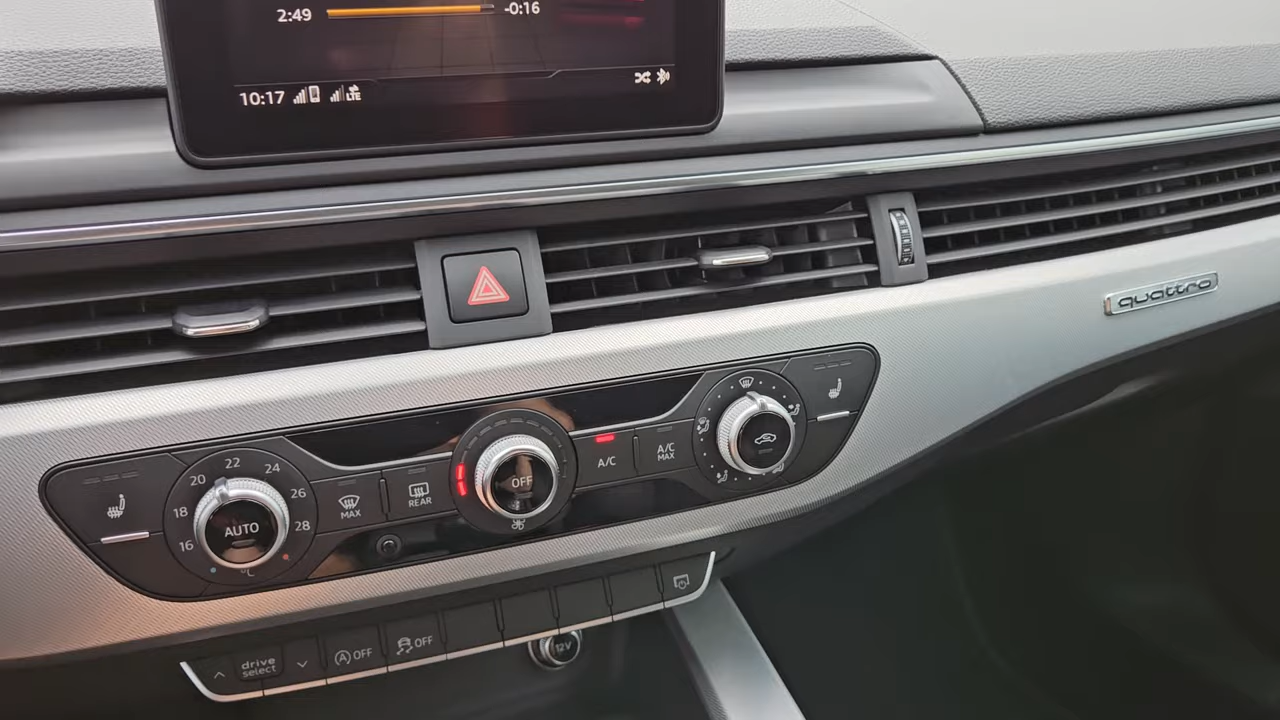 2:49 -0:16
10:17 LTE
quattro
16 18 20 22 24 26 28
AUTO
°C
MAX
REAR
OFF
A/C
A/C
MAX
drive
select
A OFF
OFF
12V